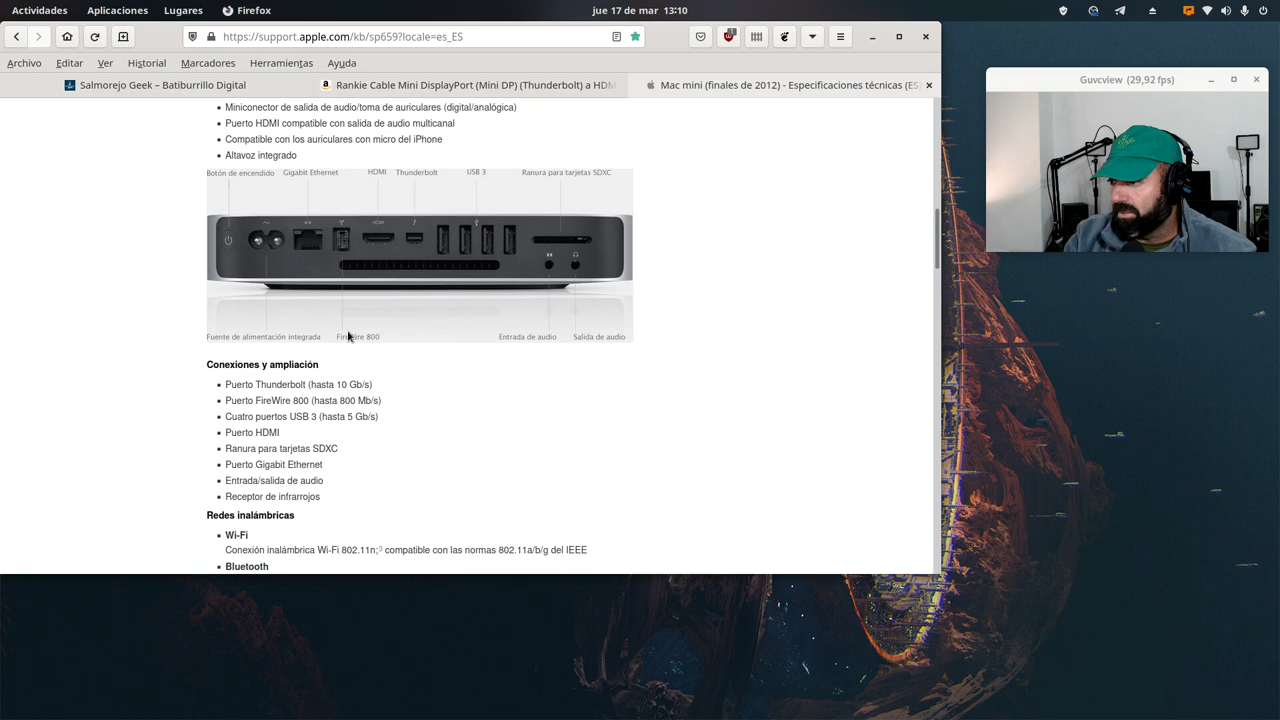 Actividades Aplicaciones Lugares Firefox jue 17 de mar 13:10
https://support.apple.com/kb/sp659?locale=es_ES
Guvcview (29,92 fps)
Archivo Editar Ver Historial Marcadores Herramientas Ayuda
Salmorejo Geek – Batiburrillo Digital Rankie Cable Mini DisplayPort (Mini DP) (Thunderbolt) a HDM Mac mini (finales de 2012) - Especificaciones técnicas (ES)
Miniconector de salida de audio/toma de auriculares (digital/analógica)
Puerto HDMI compatible con salida de audio multicanal
Compatible con los auriculares con micro del iPhone
Altavoz integrado
Botón de encendido Gigabit Ethernet HDMI Thunderbolt USB 3 Ranura para tarjetas SDXC
HDMI
Fuente de alimentación integrada FireWire 800 Entrada de audio Salida de audio
Conexiones y ampliación
Puerto Thunderbolt (hasta 10 Gb/s)
Puerto FireWire 800 (hasta 800 Mb/s)
Cuatro puertos USB 3 (hasta 5 Gb/s)
Puerto HDMI
Ranura para tarjetas SDXC
Puerto Gigabit Ethernet
Entrada/salida de audio
Receptor de infrarrojos
Redes inalámbricas
Wi-Fi
Conexión inalámbrica Wi-Fi 802.11n;³ compatible con las normas 802.11a/b/g del IEEE
Bluetooth